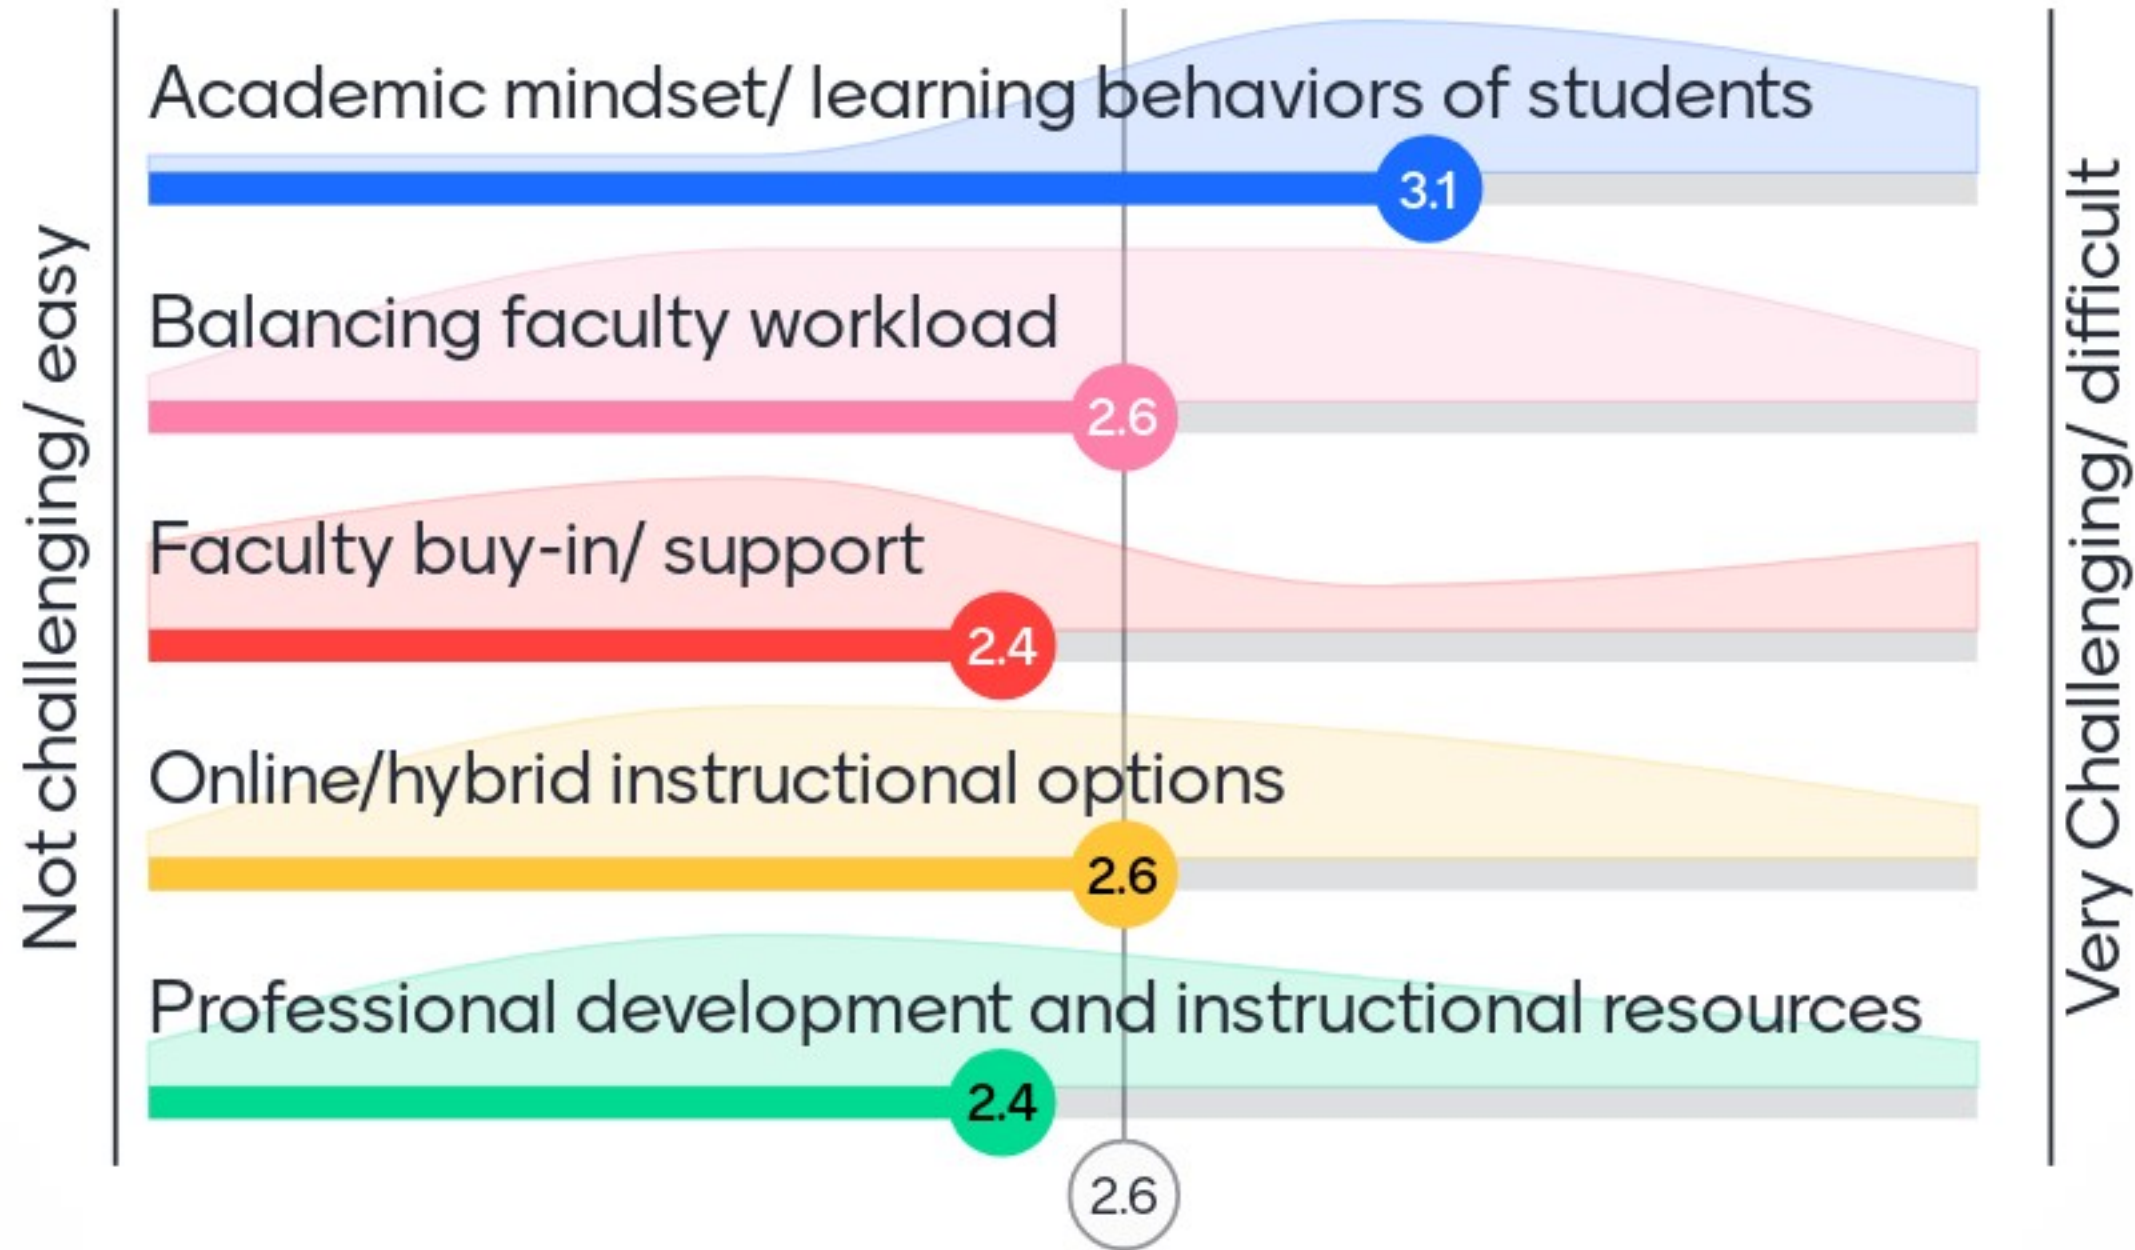 Not challenging/ easy
Academic mindset/ learning behaviors of students
3.1
Balancing faculty workload
2.6
Faculty buy-in/ support
2.4
Online/hybrid instructional options
2.6
Professional development and instructional resources
2.4
2.6
Very Challenging/ difficult